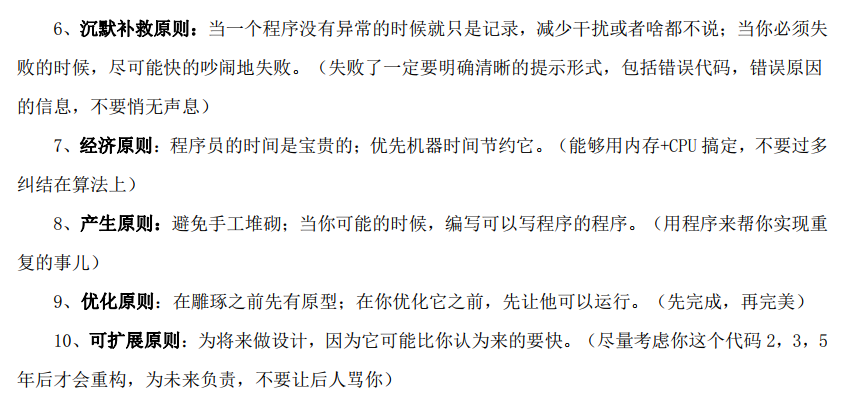 6、沉默补救原则：当一个程序没有异常的时候就只是记录，减少干扰或者啥都不说；当你必须失
败的时候，尽可能快的吵闹地失败。（失败了一定要明确清晰的提示形式，包括错误代码，错误原因
的信息，不要悄无声息）
7、经济原则：程序员的时间是宝贵的；优先机器时间节约它。（能够用内存+CPU搞定，不要过多
纠结在算法上）
8、产生原则：避免手工堆砌；当你可能的时候，编写可以写程序的程序。（用程序来帮你实现重
复的事儿）
9、优化原则：在雕琢之前先有原型；在你优化它之前，先让他可以运行。（先完成，再完美）
10、可扩展原则：为将来做设计，因为它可能比你认为来的要快。（尽量考虑你这个代码2，3，5
年后才会重构，为未来负责，不要让后人骂你）